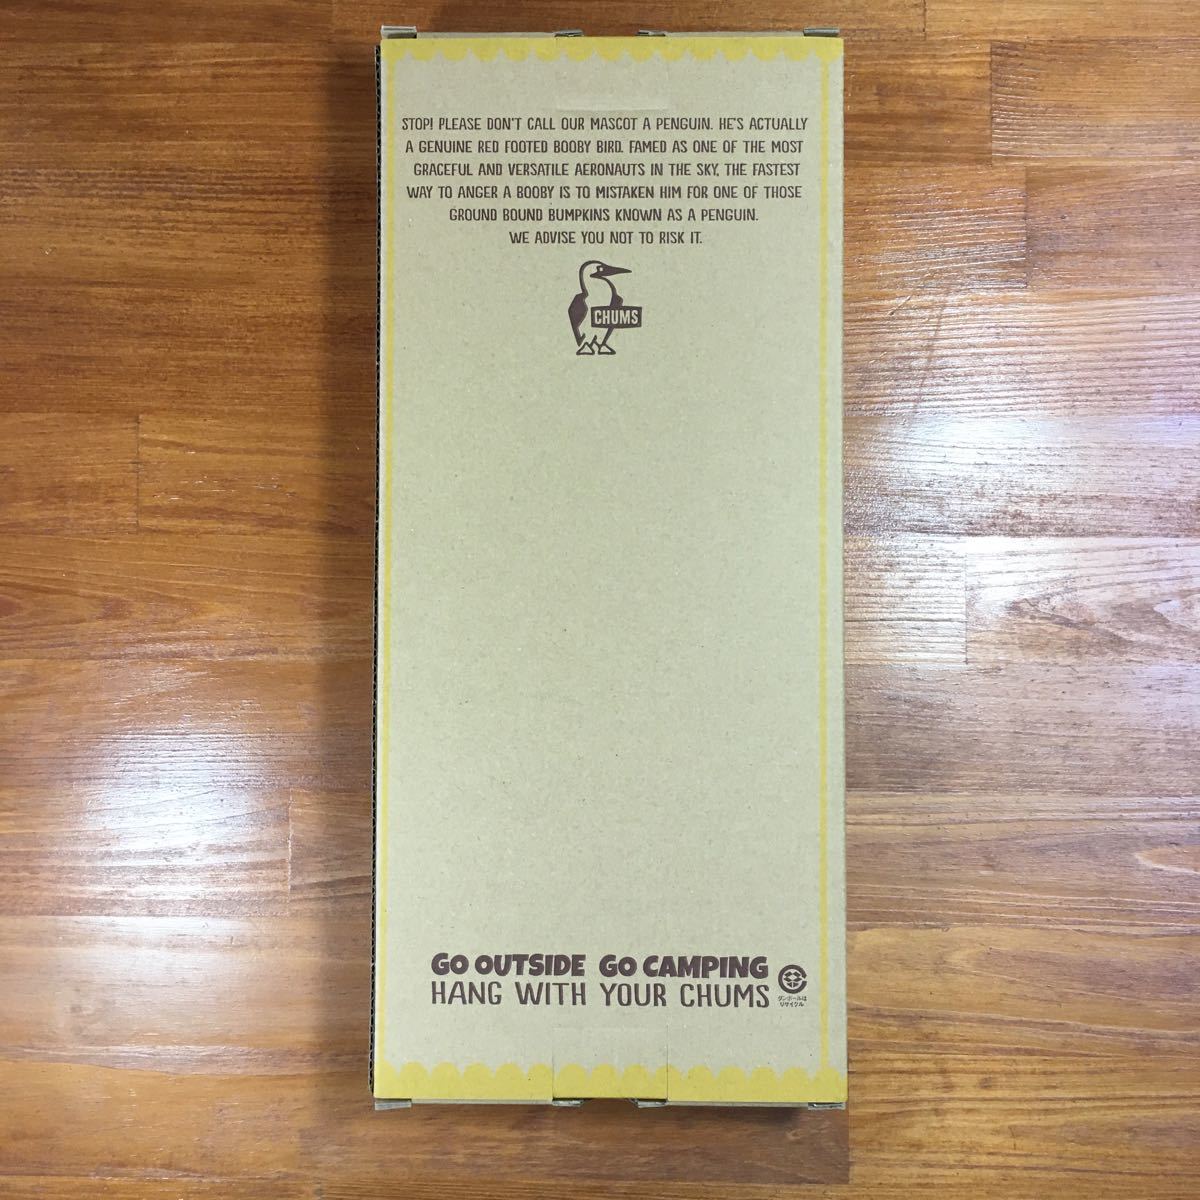 STOP! PLEASE DON'T CALL OUR MASCOT A PENGUIN. HE'S ACTUALLY
A GENUINE RED FOOTED BOOBY BIRD. FAMED AS ONE OF THE MOST
GRACEFUL AND VERSATILE AERONAUTS IN THE SKY, THE FASTEST
WAY TO ANGER A BOOBY IS TO MISTAKEN HIM FOR ONE OF THOSE
GROUND BOUND BUMPKINS KNOWN AS A PENGUIN.
WE ADVISE YOU NOT TO RISK IT.
CHUMS
GO OUTSIDE GO CAMPING
HANG WITH YOUR CHUMS
ダンボールは
リサイクル